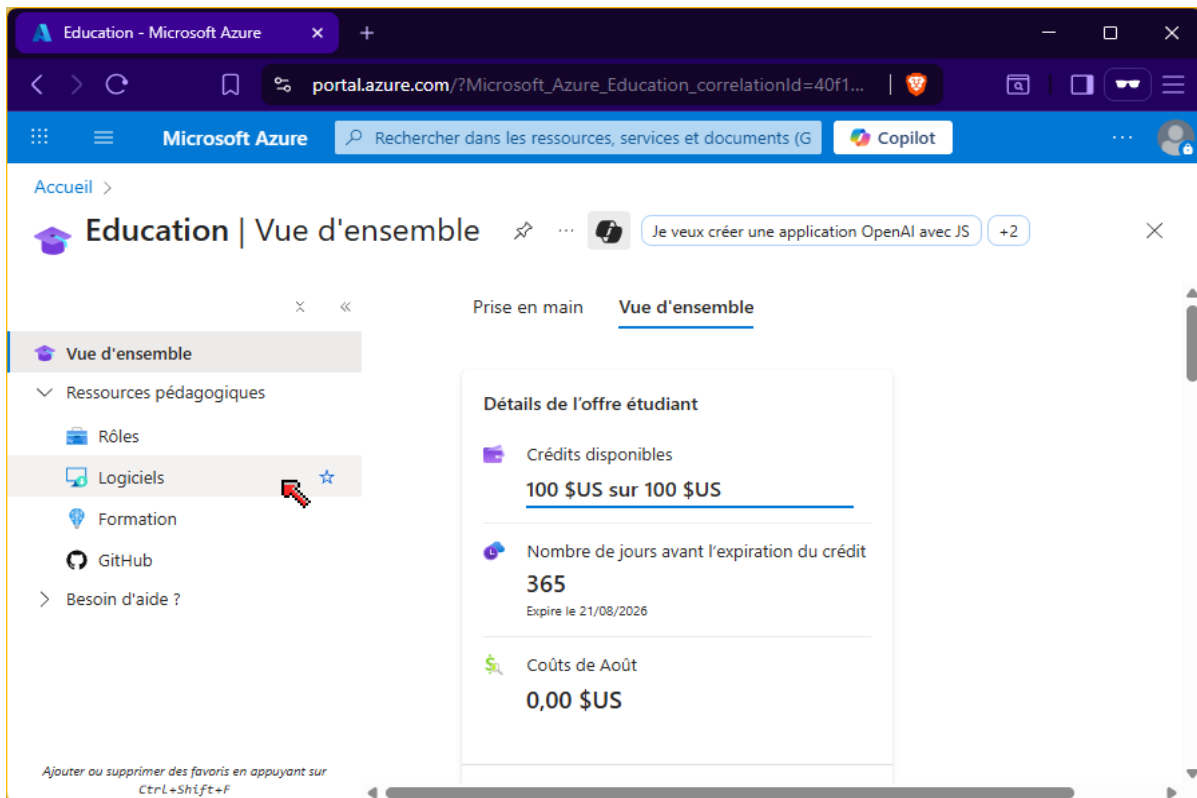 Education - Microsoft Azure
portal.azure.com/?Microsoft_Azure_Education_correlationId=40f1...
Microsoft Azure
Rechercher dans les ressources, services et documents (G
Copilot
Accueil >
Education | Vue d'ensemble
Je veux créer une application OpenAI avec JS
+2
Vue d'ensemble
Ressources pédagogiques
Rôles
Logiciels
Formation
GitHub
Besoin d'aide ?
Ajouter ou supprimer des favoris en appuyant sur
Ctrl+Shift+F
Prise en main
Vue d'ensemble
Détails de l’offre étudiant
Crédits disponibles
100 $US sur 100 $US
Nombre de jours avant l’expiration du crédit
365
Expire le 21/08/2026
Coûts de Août
0,00 $US